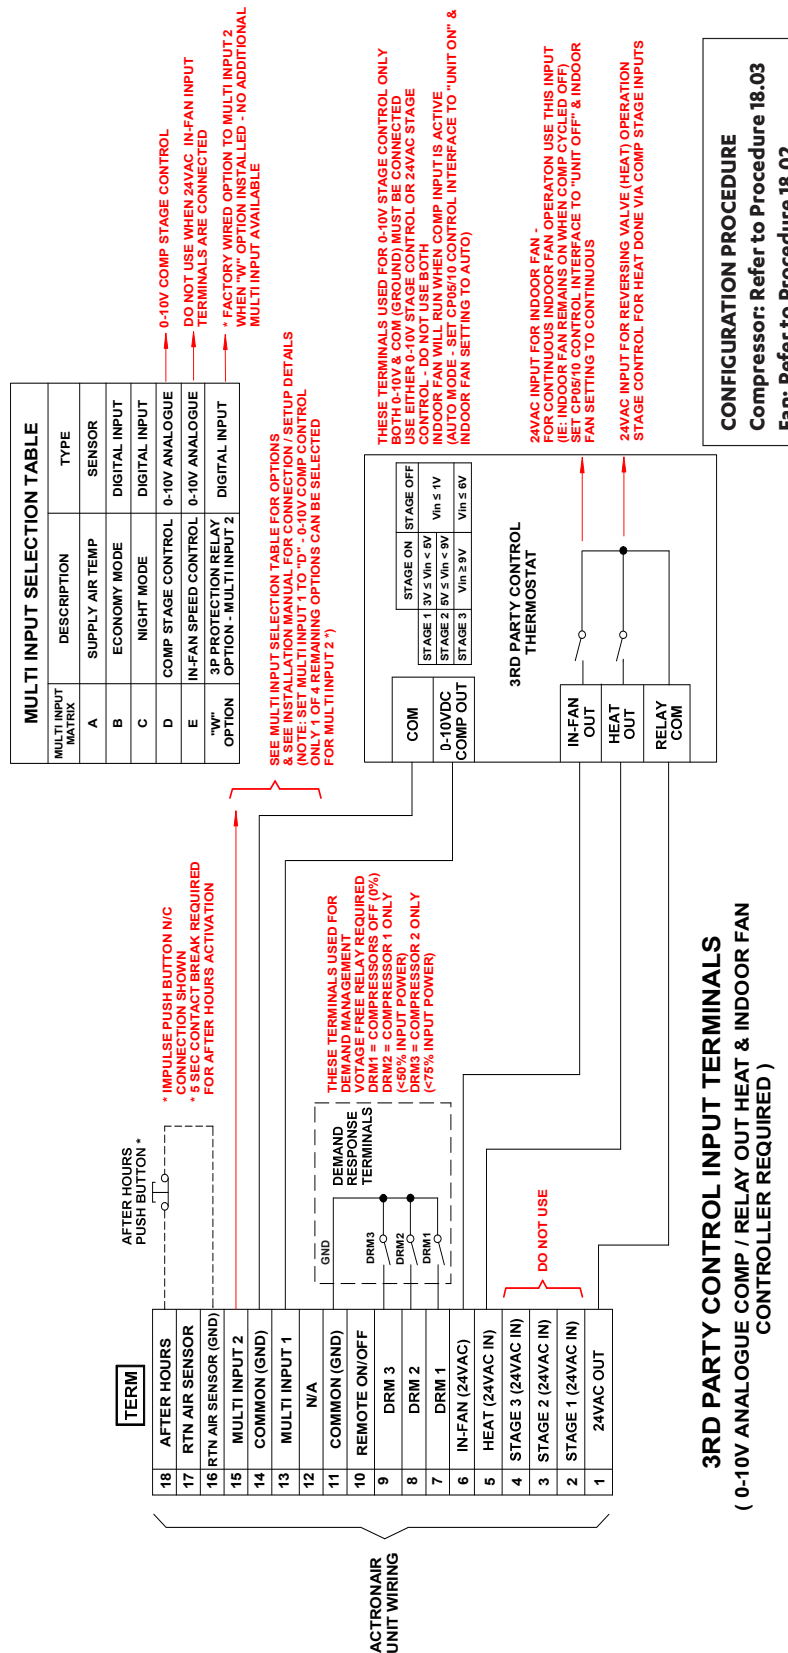 MULTI INPUT SELECTION TABLE
MULTI INPUT MATRIX DESCRIPTION TYPE
A SUPPLY AIR TEMP SENSOR
B ECONOMY MODE DIGITAL INPUT
C NIGHT MODE DIGITAL INPUT
D COMP STAGE CONTROL 0-10V ANALOGUE
E IN-FAN SPEED CONTROL 0-10V ANALOGUE
"W" OPTION 3P PROTECTION RELAY OPTION - MULTI INPUT 2 DIGITAL INPUT
0-10V COMP STAGE CONTROL
DO NOT USE WHEN 24VAC IN-FAN INPUT
TERMINALS ARE CONNECTED
* FACTORY WIRED OPTION TO MULTI INPUT 2
WHEN "W" OPTION INSTALLED - NO ADDITIONAL
MULTI INPUT AVAILABLE
SEE MULTI INPUT SELECTION TABLE FOR OPTIONS
& SEE INSTALLATION MANUAL FOR CONNECTION / SETUP DETAILS
(NOTE: SET MULTI INPUT 1 TO "D" - 0-10V COMP CONTROL
ONLY 1 OF 4 REMAINING OPTIONS CAN BE SELECTED
FOR MULTI INPUT 2 *)
AFTER HOURS
PUSH BUTTON *
* IMPULSE PUSH BUTTON N/C
CONNECTION SHOWN
* 5 SEC CONTACT BREAK REQUIRED
FOR AFTER HOURS ACTIVATION
TERM
ACTRONAIR
UNIT WIRING
18 AFTER HOURS
17 RTN AIR SENSOR
16 RTN AIR SENSOR (GND)
15 MULTI INPUT 2
14 COMMON (GND)
13 MULTI INPUT 1
12 N/A
11 COMMON (GND)
10 REMOTE ON/OFF
9 DRM 3
8 DRM 2
7 DRM 1
6 IN-FAN (24VAC)
5 HEAT (24VAC IN)
4 STAGE 3 (24VAC IN)
3 STAGE 2 (24VAC IN)
2 STAGE 1 (24VAC IN)
1 24VAC OUT
DO NOT USE
GND
DEMAND
RESPONSE
TERMINALS
DRM3
DRM2
DRM1
THESE TERMINALS USED FOR
DEMAND MANAGEMENT
VOTAGE FREE RELAY REQUIRED
DRM1 = COMPRESSORS OFF (0%)
DRM2 = COMPRESSOR 1 ONLY
(<50% INPUT POWER)
DRM3 = COMPRESSOR 2 ONLY
(<75% INPUT POWER)
COM
0-10VDC
COMP OUT
STAGE ON STAGE OFF
STAGE 1 3V ≤ Vin < 5V Vin ≤ 1V
STAGE 2 5V ≤ Vin < 9V
STAGE 3 Vin ≥ 9V Vin ≤ 6V
3RD PARTY CONTROL
THERMOSTAT
IN-FAN
OUT
HEAT
OUT
RELAY
COM
THESE TERMINALS USED FOR 0-10V STAGE CONTROL ONLY
BOTH 0-10V & COM (GROUND) MUST BE CONNECTED
USE EITHER 0-10V STAGE CONTROL OR 24VAC STAGE
CONTROL - DO NOT USE BOTH
INDOOR FAN WILL RUN WHEN COMP INPUT IS ACTIVE
(AUTO MODE - SET CP05/10 CONTROL INTERFACE TO "UNIT ON" &
INDOOR FAN SETTING TO AUTO)
24VAC INPUT FOR INDOOR FAN -
FOR CONTINUOUS INDOOR FAN OPERATON USE THIS INPUT
(IE: INDOOR FAN REMAINS ON WHEN COMP CYCLED OFF)
SET CP05/10 CONTROL INTERFACE TO "UNIT OFF" & INDOOR
FAN SETTING TO CONTINUOUS
24VAC INPUT FOR REVERSING VALVE (HEAT) OPERATION
STAGE CONTROL FOR HEAT DONE VIA COMP STAGE INPUTS
3RD PARTY CONTROL INPUT TERMINALS
( 0-10V ANALOGUE COMP / RELAY OUT HEAT & INDOOR FAN
CONTROLLER REQUIRED )
CONFIGURATION PROCEDURE
Compressor: Refer to Procedure 18.03
Fan: Refer to Procedure 18.02